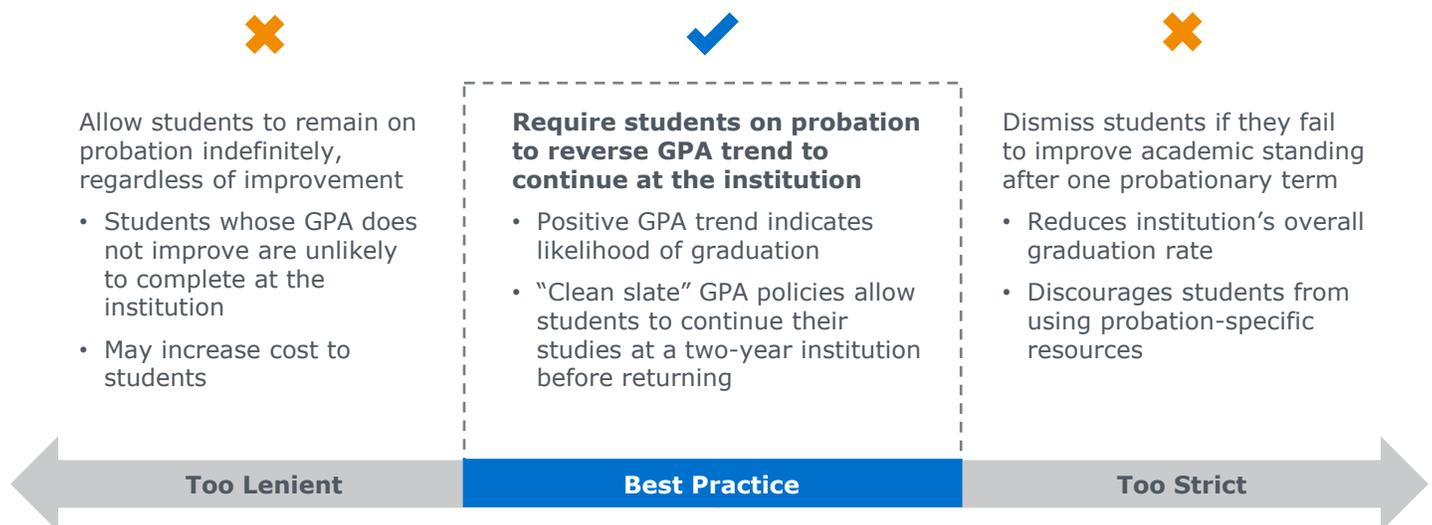 Allow students to remain on
probation indefinitely,
regardless of improvement
• Students whose GPA does
not improve are unlikely
to complete at the
institution
• May increase cost to
students
Require students on probation
to reverse GPA trend to
continue at the institution
• Positive GPA trend indicates
likelihood of graduation
• “Clean slate” GPA policies allow
students to continue their
studies at a two-year institution
before returning
Dismiss students if they fail
to improve academic standing
after one probationary term
• Reduces institution’s overall
graduation rate
• Discourages students from
using probation-specific
resources
Too Lenient
Best Practice
Too Strict